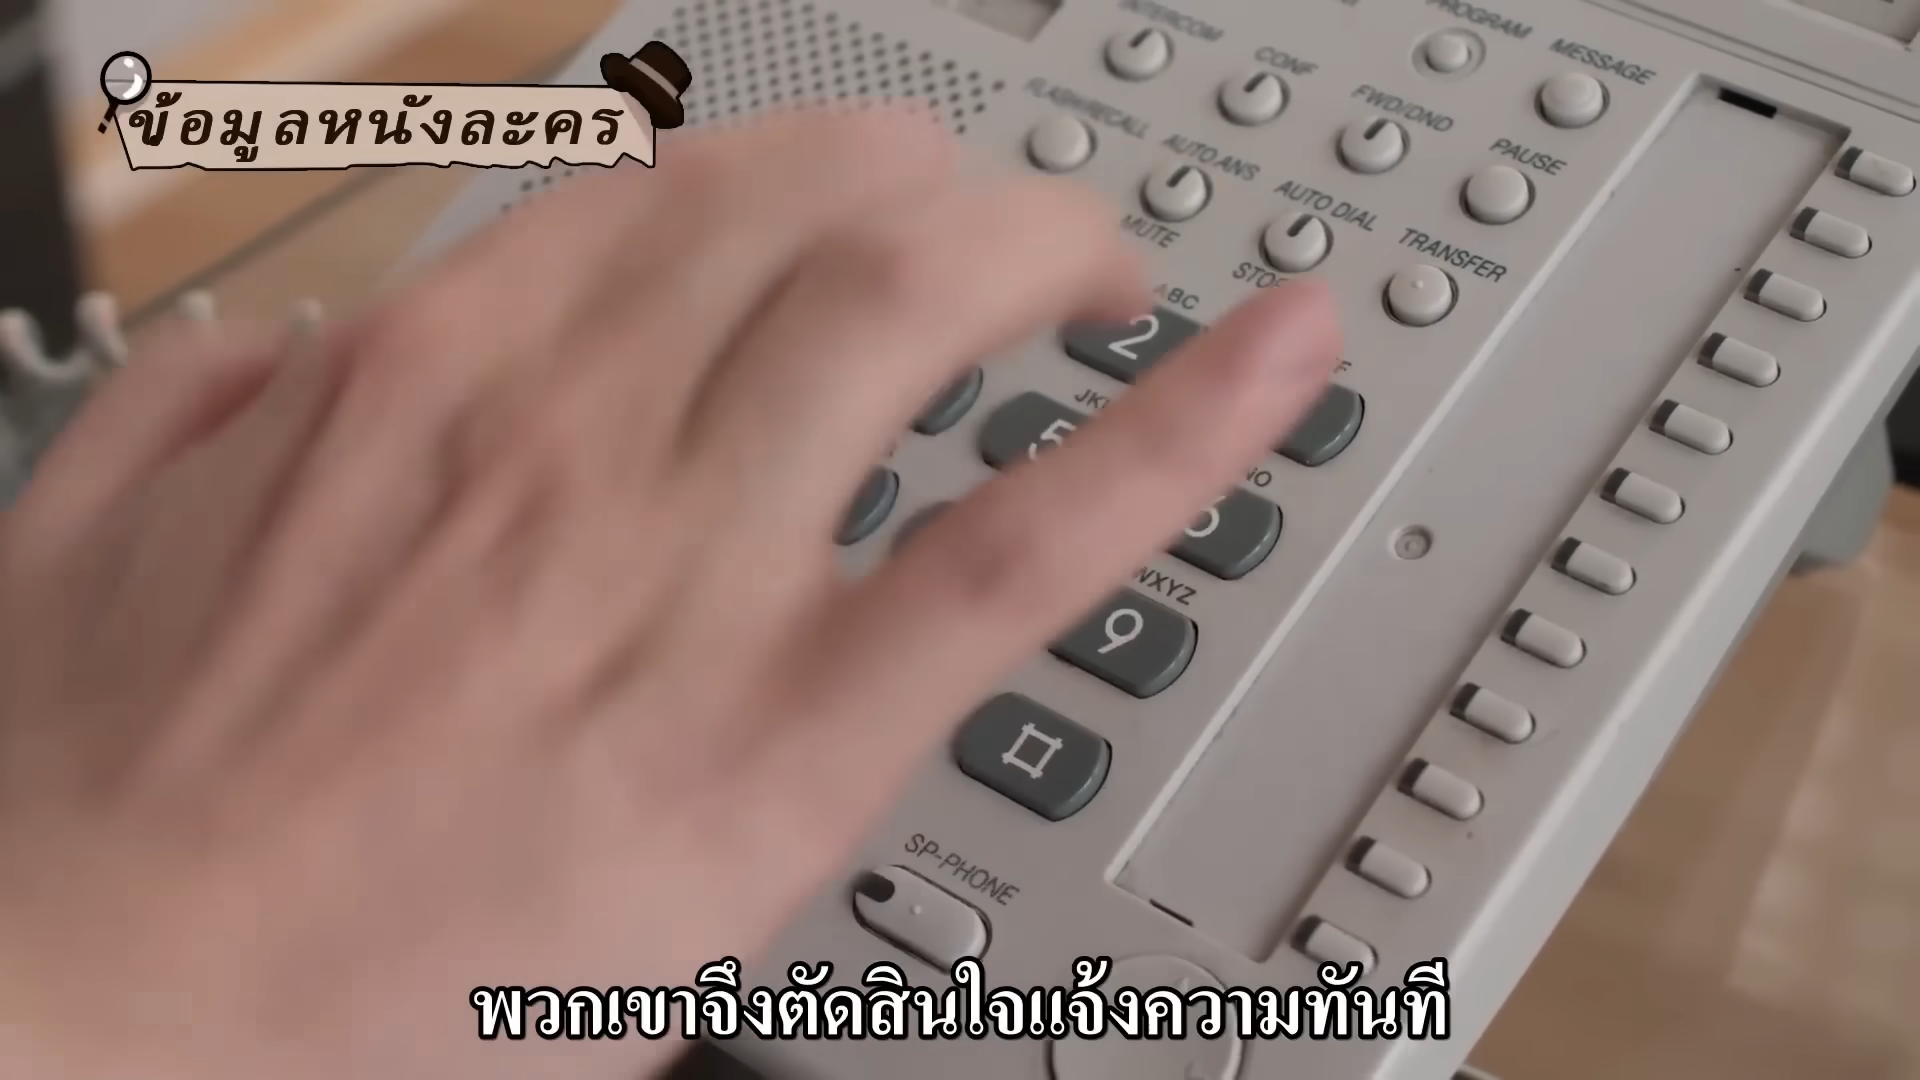 ข้อมูลหนังละคร
INTERCOM
PROGRAM
CONF
MESSAGE
FLASH/RECALL
FWD/DND
AUTO ANS
PAUSE
AUTO DIAL
MUTE
TRANSFER
ABC
2
5
9
WXYZ
SP-PHONE
พวกเขาจึงตัดสินใจแจ้งความทันที